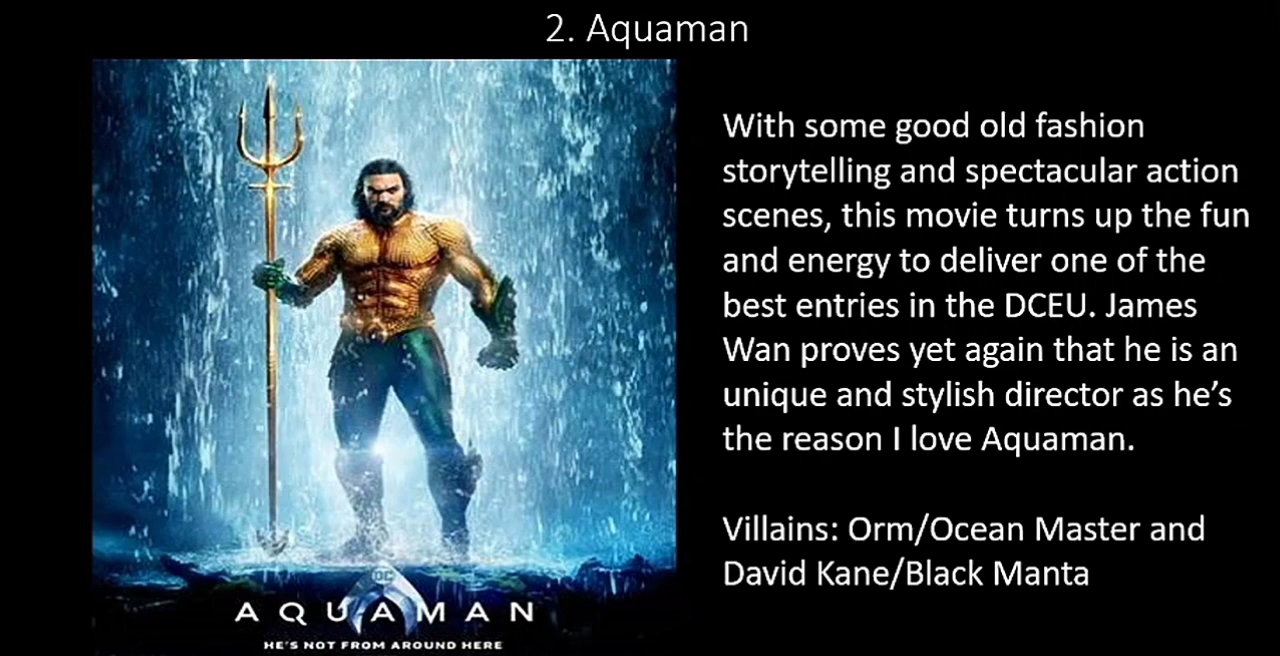 2. Aquaman
With some good old fashion
storytelling and spectacular action
scenes, this movie turns up the fun
and energy to deliver one of the
best entries in the DCEU. James
Wan proves yet again that he is an
unique and stylish director as he’s
the reason I love Aquaman.
Villains: Orm/Ocean Master and
David Kane/Black Manta
DC
AQUAMAN
HE'S NOT FROM AROUND HERE